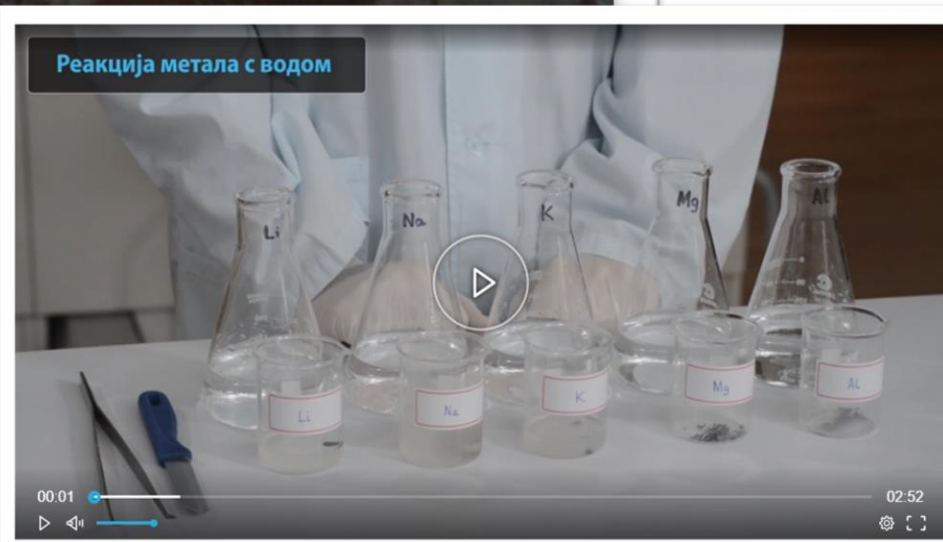 Реакција метала с водом
Li
Na
K
Mg
Al
Li
Na
K
Mg
Al
00:01
02:52